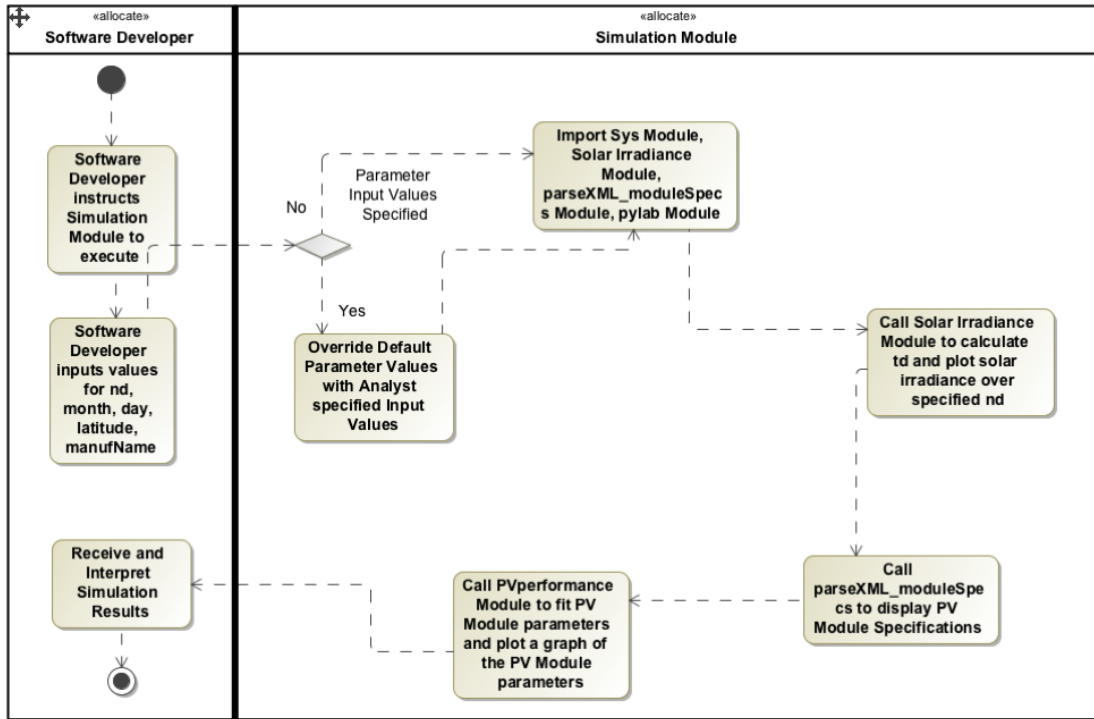 «allocate»
Software Developer
«allocate»
Simulation Module
Software
Developer
instructs
Simulation
Module to
execute
Software
Developer
inputs values
for nd,
month, day,
latitude,
manufName
No
Parameter
Input Values
Specified
Yes
Override Default
Parameter Values
with Analyst
specified Input
Values
Import Sys Module,
Solar Irradiance
Module,
parseXML_moduleSpec
s Module, pylab Module
Call Solar Irradiance
Module to calculate
td and plot solar
irradiance over
specified nd
Call
parseXML_moduleSpe
cs to display PV
Module Specifications
Call PVperformance
Module to fit PV
Module parameters
and plot a graph of
the PV Module
parameters
Receive and
Interpret
Simulation
Results